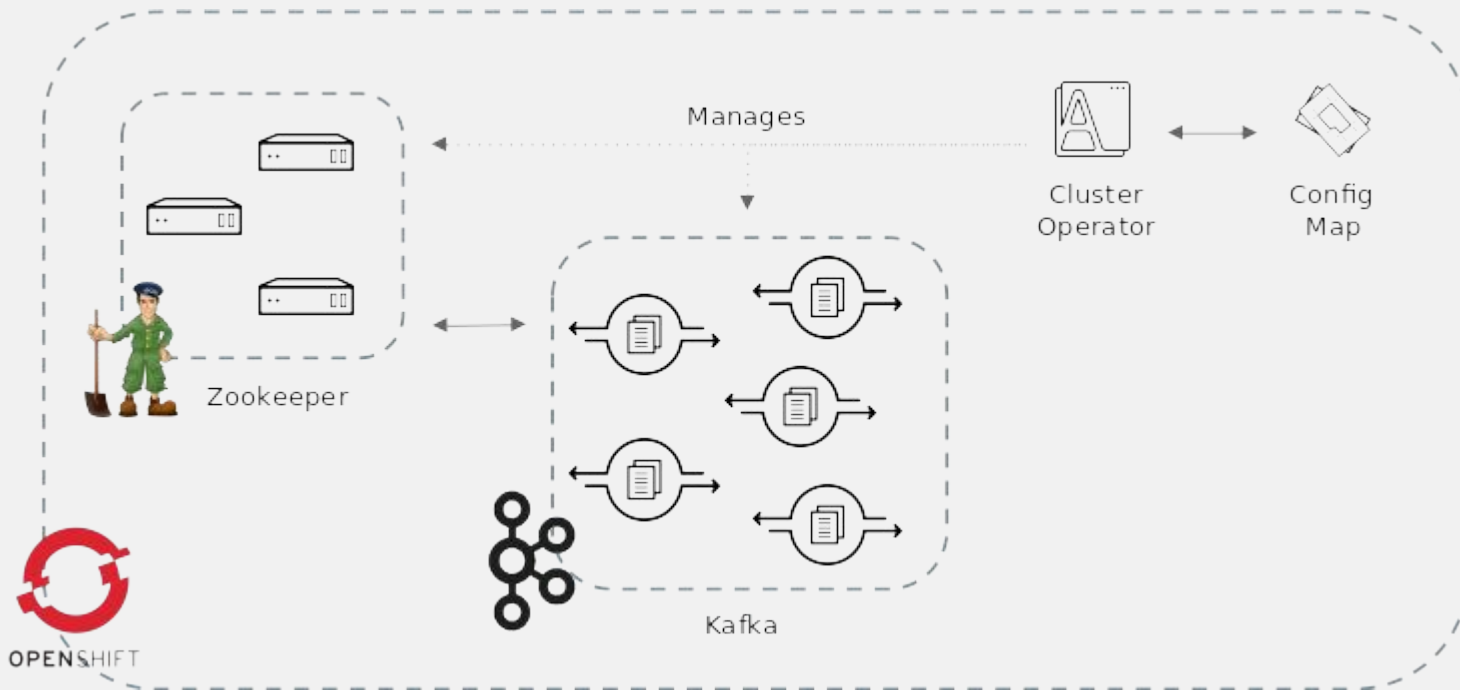 Manages
Cluster
Operator
Config
Map
Zookeeper
Kafka
OPENSHIFT